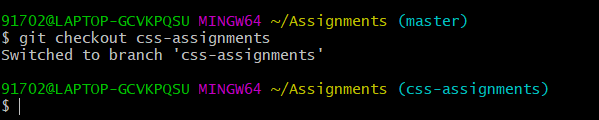 91702@LAPTOP-GCVKPQSU MINGW64 ~/Assignments (master)
$ git checkout css-assignments
Switched to branch 'css-assignments'
91702@LAPTOP-GCVKPQSU MINGW64 ~/Assignments (css-assignments)
$